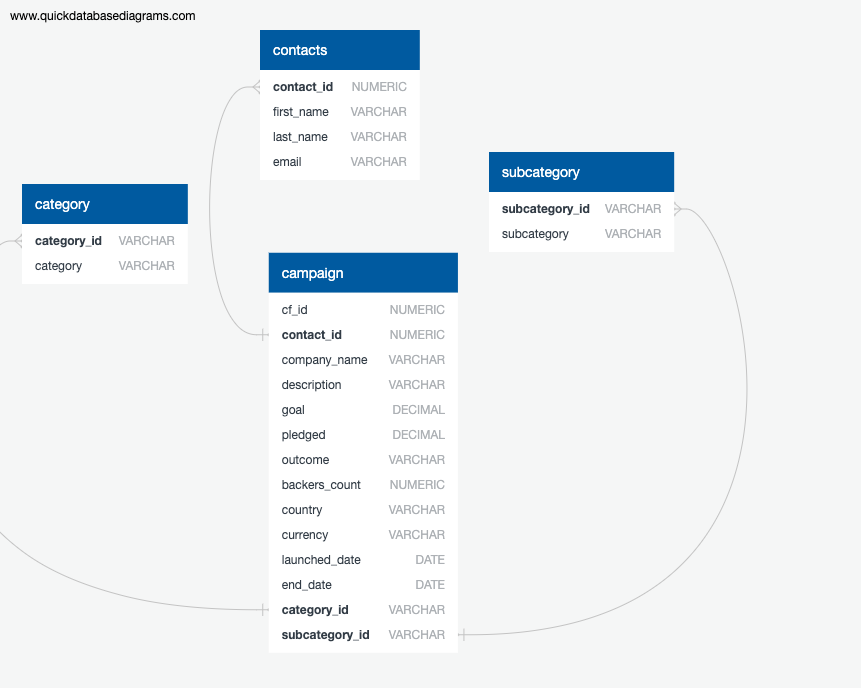 www.quickdatabasediagrams.com
contacts
contact_id NUMERIC
first_name VARCHAR
last_name VARCHAR
email VARCHAR
subcategory
subcategory_id VARCHAR
subcategory VARCHAR
category
category_id VARCHAR
category VARCHAR
campaign
cf_id NUMERIC
contact_id NUMERIC
company_name VARCHAR
description VARCHAR
goal DECIMAL
pledged DECIMAL
outcome VARCHAR
backers_count NUMERIC
country VARCHAR
currency VARCHAR
launched_date DATE
end_date DATE
category_id VARCHAR
subcategory_id VARCHAR